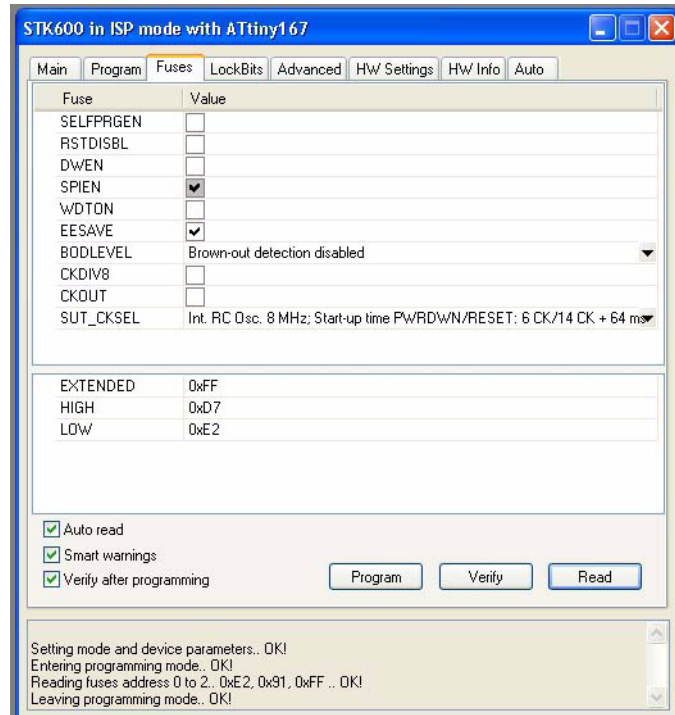 STK600 in ISP mode with ATtiny167
Main Program Fuses LockBits Advanced HW Settings HW Info Auto
Fuse Value
SELFPRGEN
RSTDISBL
DWEN
SPIEN
WDTON
EESAVE
BODLEVEL Brown-out detection disabled
CKDIV8
CKOUT
SUT_CKSEL Int. RC Osc. 8 MHz; Start-up time PWRDWN/RESET: 6 CK/14 CK + 64 ms
EXTENDED 0xFF
HIGH 0xD7
LOW 0xE2
Auto read
Smart warnings
Verify after programming
Program Verify Read
Setting mode and device parameters.. OK!
Entering programming mode.. OK!
Reading fuses address 0 to 2.. 0xE2, 0x91, 0xFF .. OK!
Leaving programming mode.. OK!